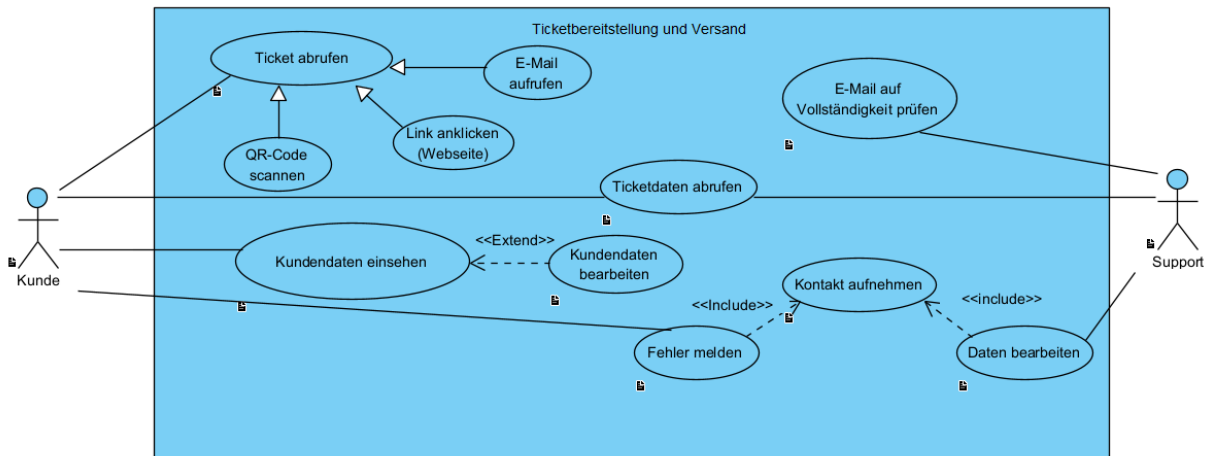 Ticketbereitstellung und Versand
Ticket abrufen
E-Mail
aufrufen
E-Mail auf
Vollständigkeit prüfen
Link anklicken
(Webseite)
QR-Code
scannen
Ticketdaten abrufen
Kunde
Support
Kundendaten einsehen
<<Extend>>
Kundendaten
bearbeiten
Kontakt aufnehmen
<<Include>>
<<include>>
Fehler melden
Daten bearbeiten